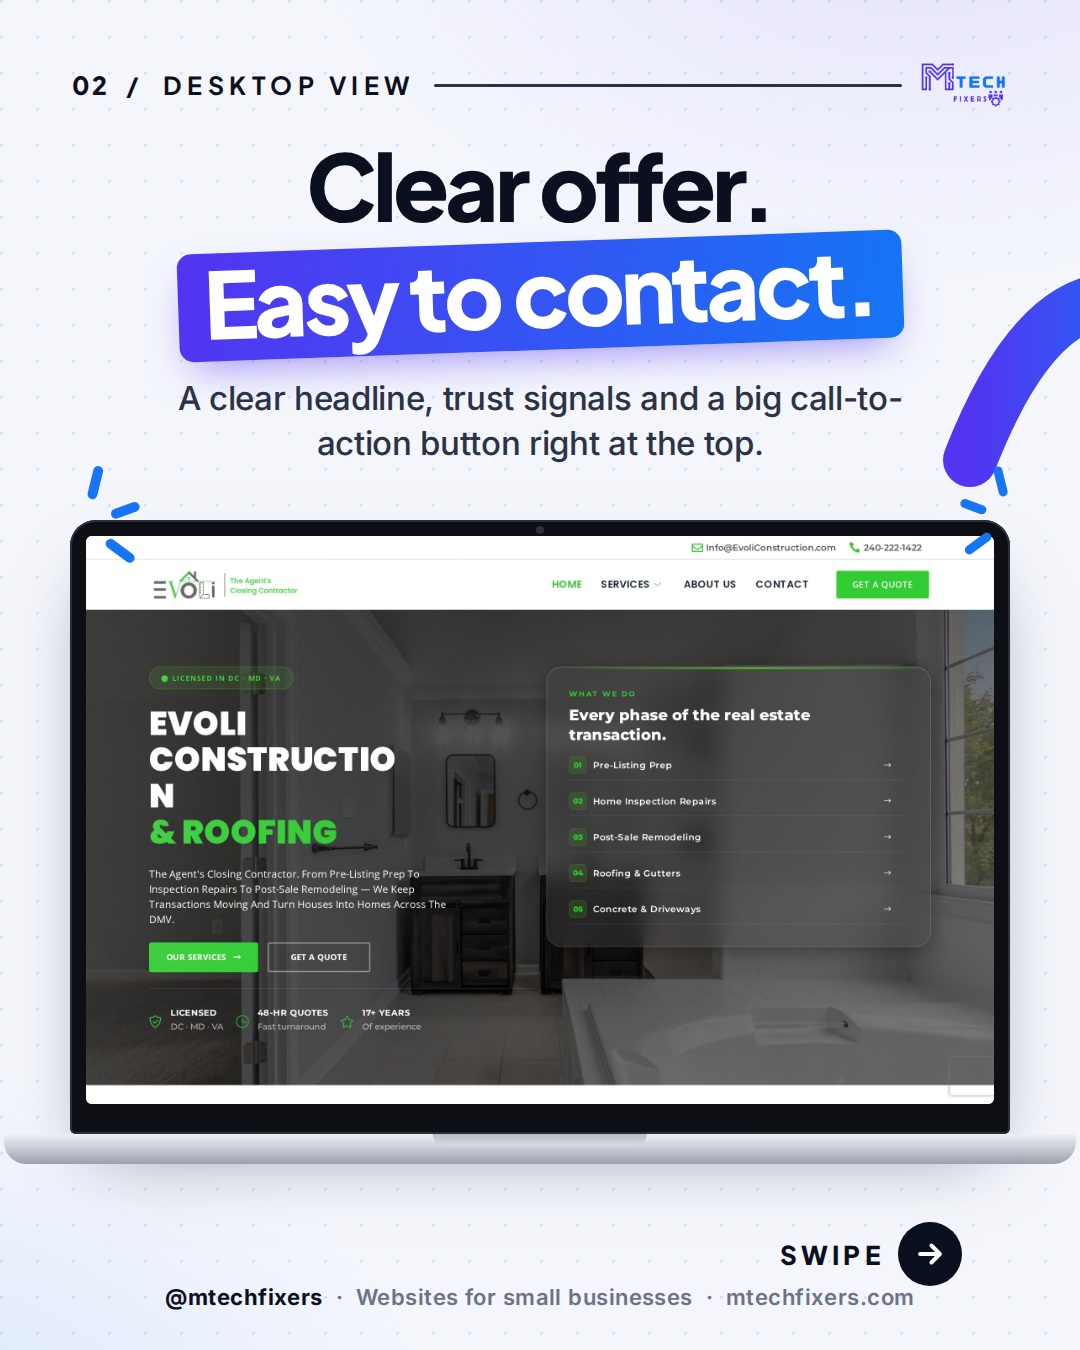 02 / DESKTOP VIEW
MTECH
FIXERS
Clear offer.
Easy to contact.
A clear headline, trust signals and a big call-to-
action button right at the top.
Info@EvoliConstruction.com 240-222-1422
EVOLi
The Agent's
Closing Contractor
HOME SERVICES ABOUT US CONTACT GET A QUOTE
LICENSED IN DC · MD · VA
EVOLI
CONSTRUCTIO
N
& ROOFING
The Agent's Closing Contractor. From Pre-Listing Prep To
Inspection Repairs To Post-Sale Remodeling — We Keep
Transactions Moving And Turn Houses Into Homes Across The
DMV.
OUR SERVICES → GET A QUOTE
LICENSED
DC · MD · VA
48-HR QUOTES
Fast turnaround
17+ YEARS
Of experience
WHAT WE DO
Every phase of the real estate
transaction.
01 Pre-Listing Prep →
02 Home Inspection Repairs →
03 Post-Sale Remodeling →
04 Roofing & Gutters →
05 Concrete & Driveways →
SWIPE →
@mtechfixers · Websites for small businesses · mtechfixers.com